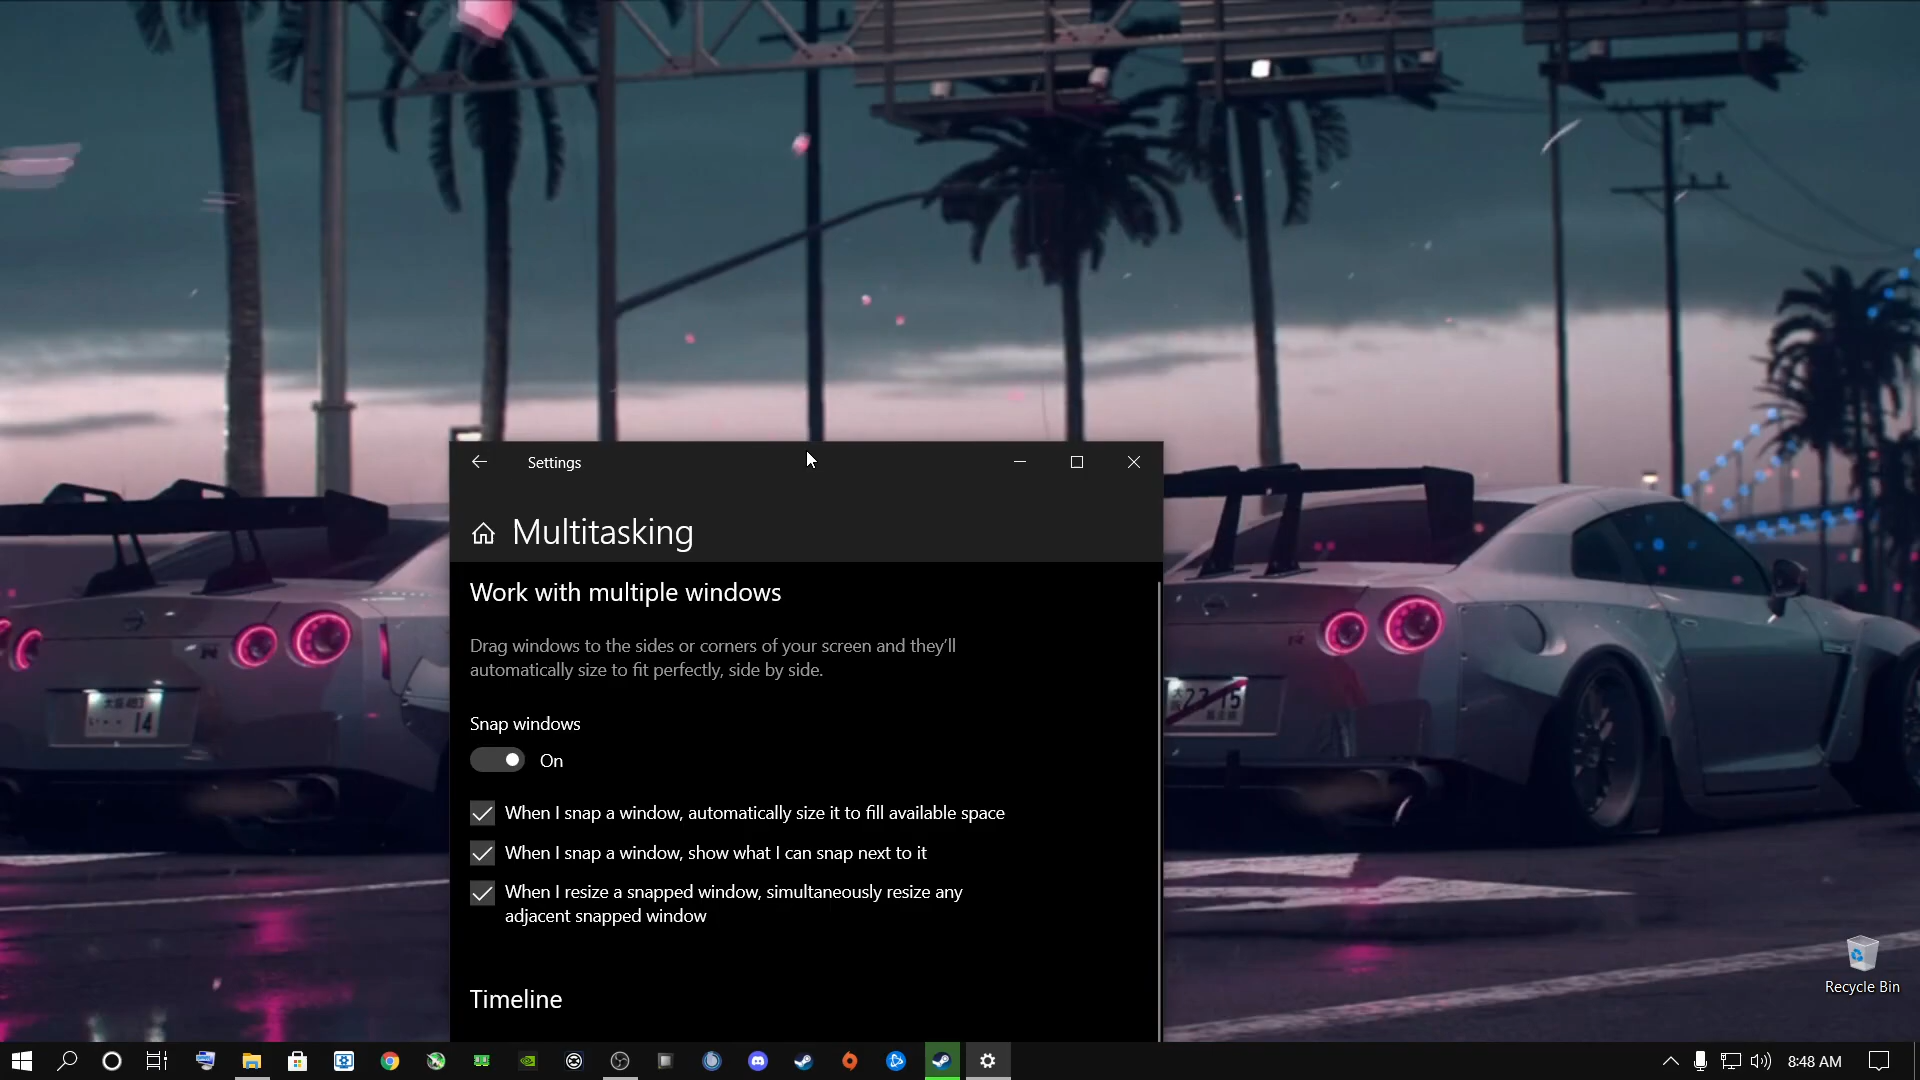 Settings
Multitasking
Work with multiple windows
Drag windows to the sides or corners of your screen and they'll
automatically size to fit perfectly, side by side.
Snap windows
On
When I snap a window, automatically size it to fill available space
When I snap a window, show what I can snap next to it
When I resize a snapped window, simultaneously resize any
adjacent snapped window
Timeline
14
Recycle Bin
8:48 AM